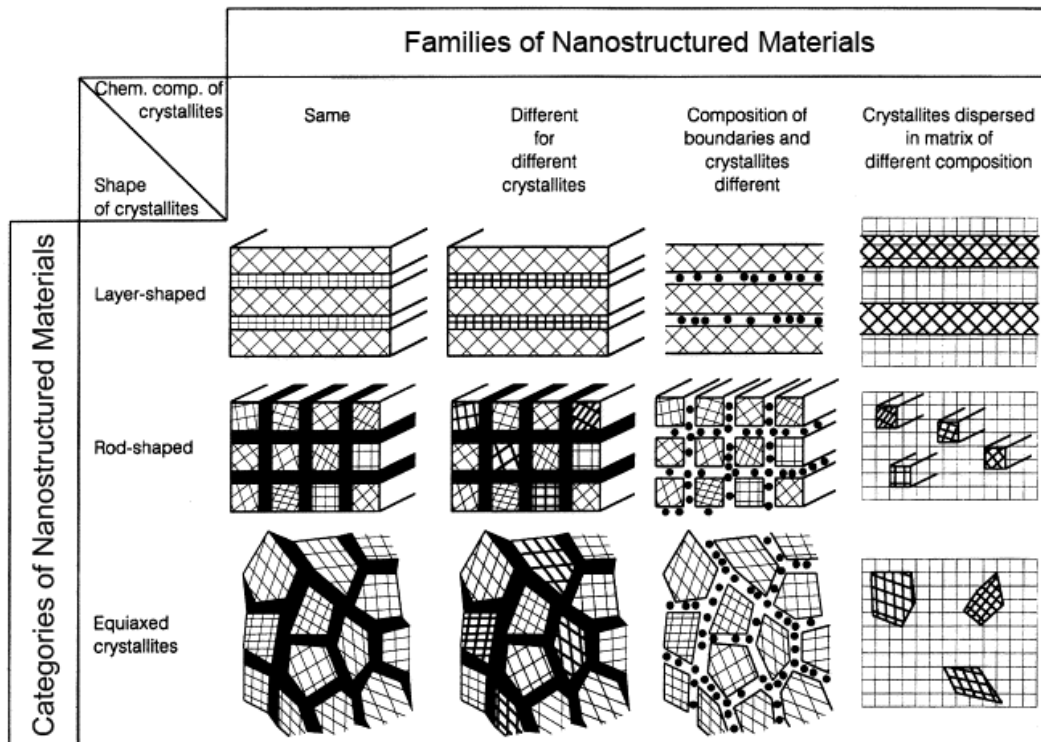 Families of Nanostructured Materials
Chem. comp. of
crystallites
Shape
of crystallites
Same
Different
for
different
crystallites
Composition of
boundaries and
crystallites
different
Crystallites dispersed
in matrix of
different composition
Categories of Nanostructured Materials
Layer-shaped
Rod-shaped
Equiaxed
crystallites